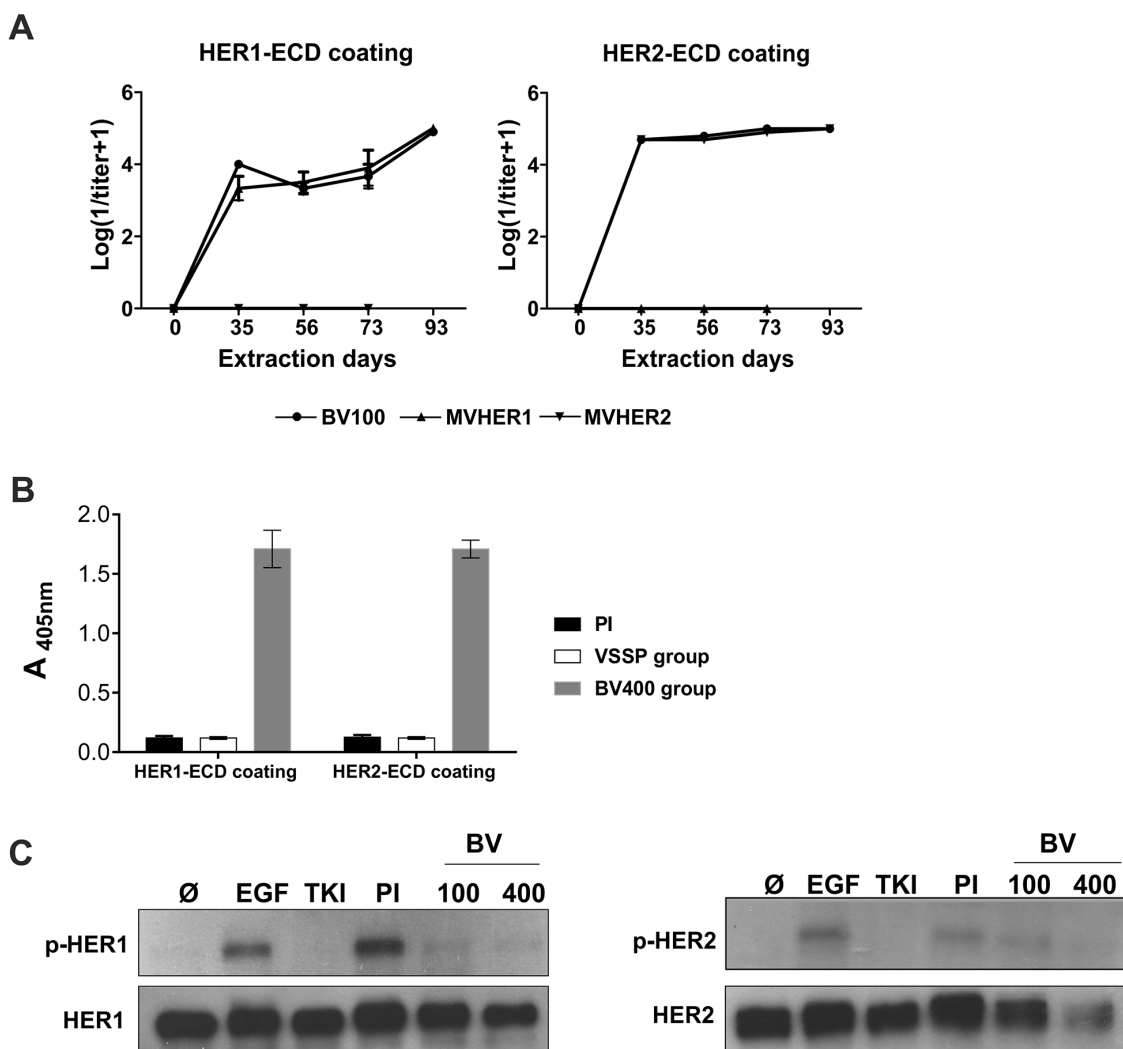 A
HER1-ECD coating
6
4
2
0
Log(1/titer+1)
0 35 56 73 93
Extraction days
HER2-ECD coating
6
4
2
0
Log(1/titer+1)
0 35 56 73 93
Extraction days
BV100 MVHER1 MVHER2
B
2.0
1.5
1.0
0.5
0.0
A 405nm
HER1-ECD coating HER2-ECD coating
PI
VSSP group
BV400 group
C
BV
Ø EGF TKI PI 100 400
p-HER1
HER1
BV
Ø EGF TKI PI 100 400
p-HER2
HER2